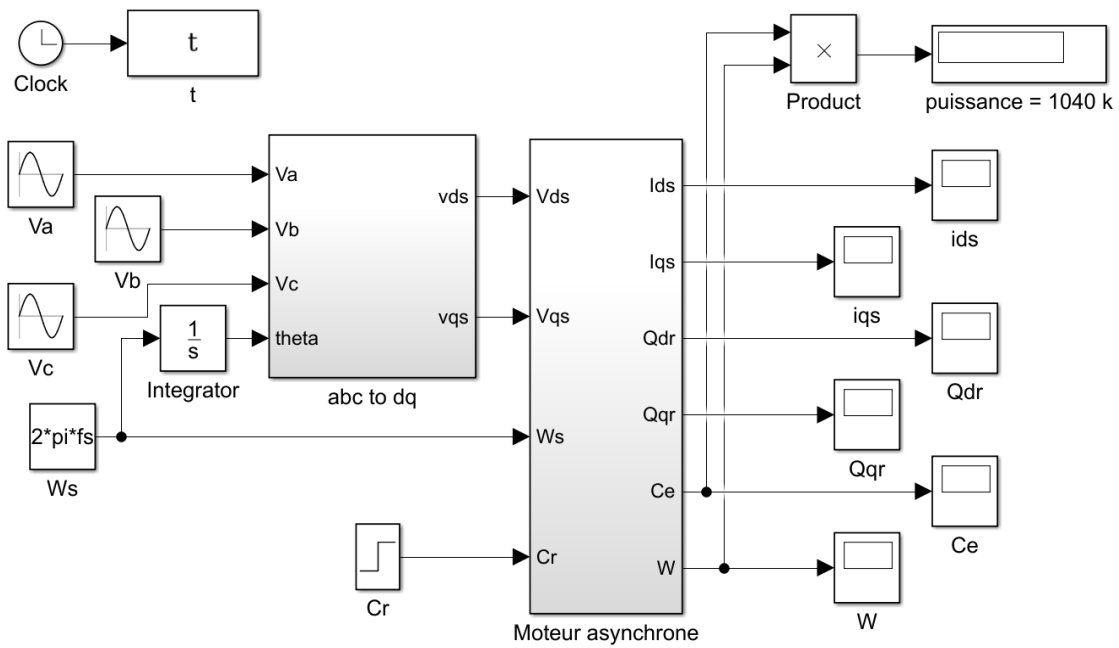 t
Clock
t
×
Product
puissance = 1040 k
Va
Va
vds
Vds
Ids
ids
Vb
Vb
Vc
Vc
Iqs
iqs
1
s
Integrator
theta
vqs
Vqs
Qdr
Qdr
abc to dq
2*pi*fs
Ws
Ws
Qqr
Qqr
Ce
Ce
Cr
Cr
W
W
Moteur asynchrone